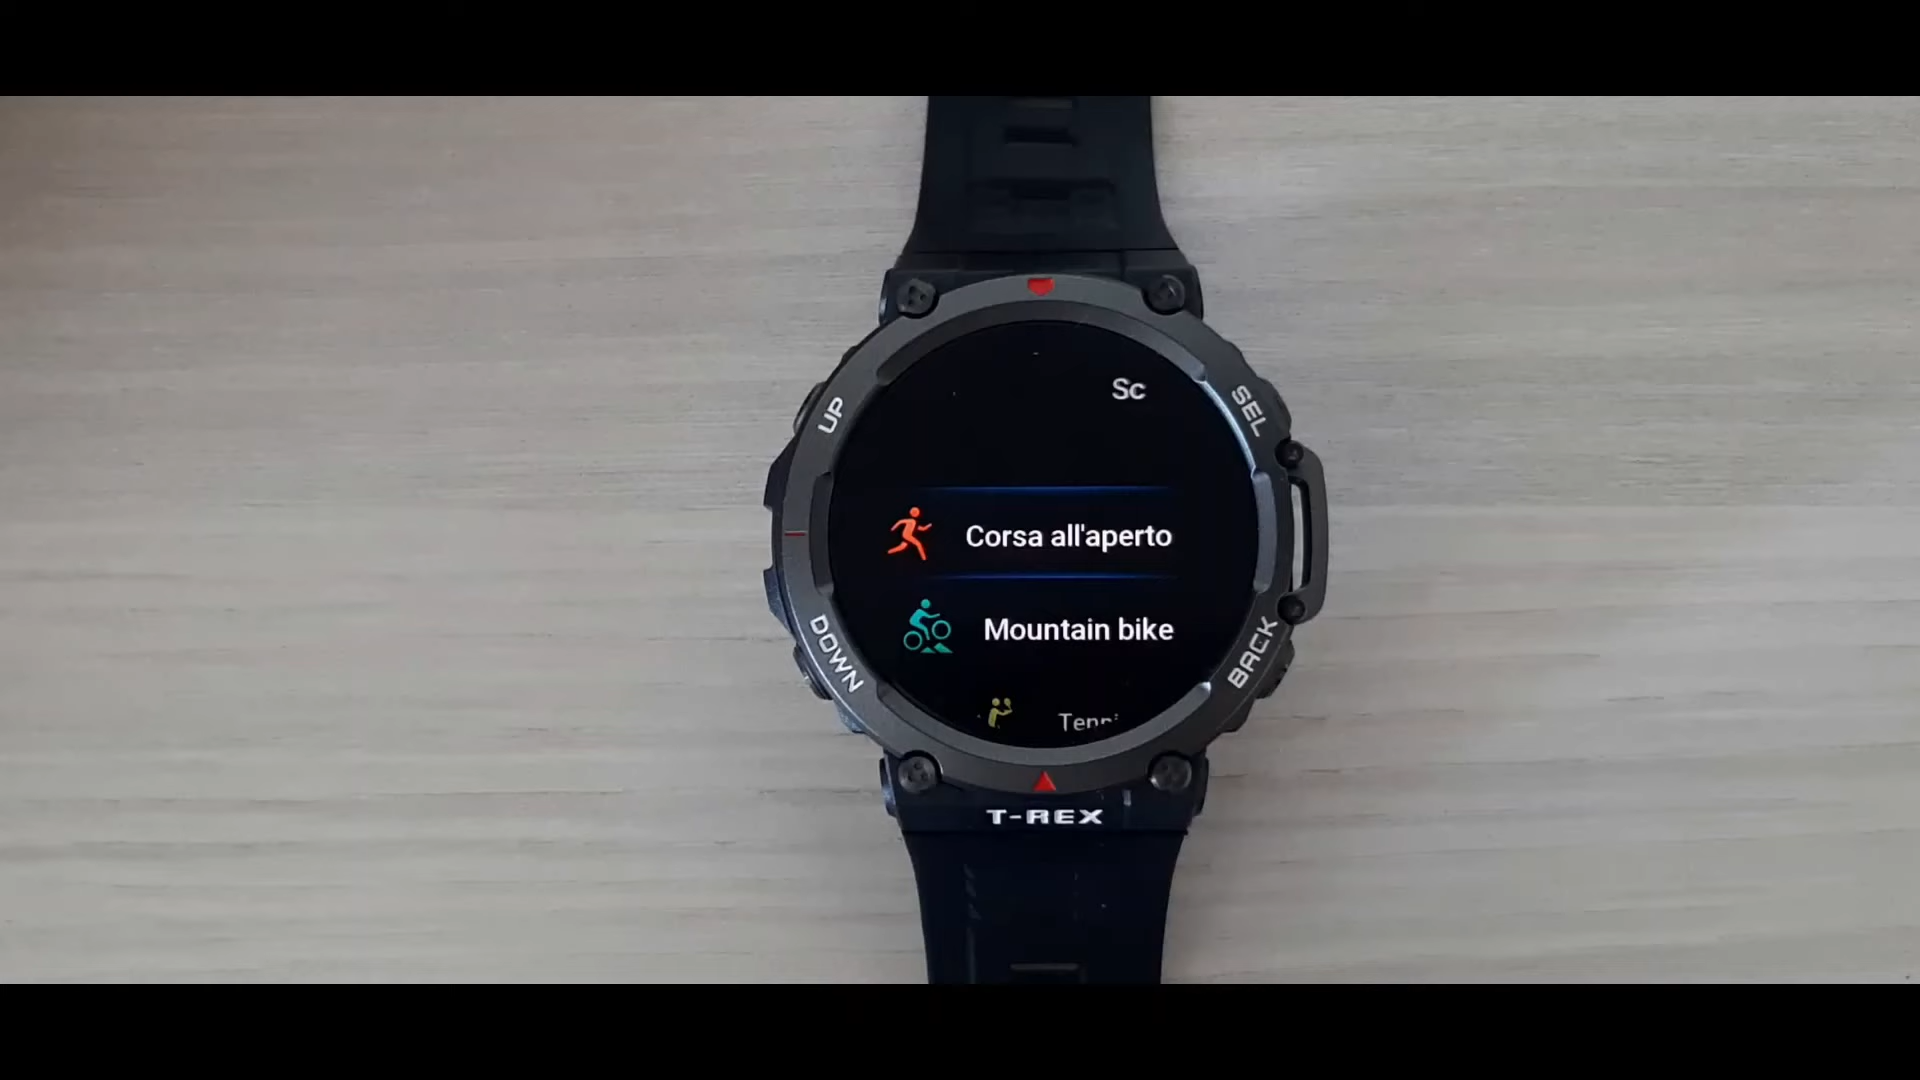 Sc
UP
SEL
Corsa all'aperto
Mountain bike
DOWN
BACK
T-REX